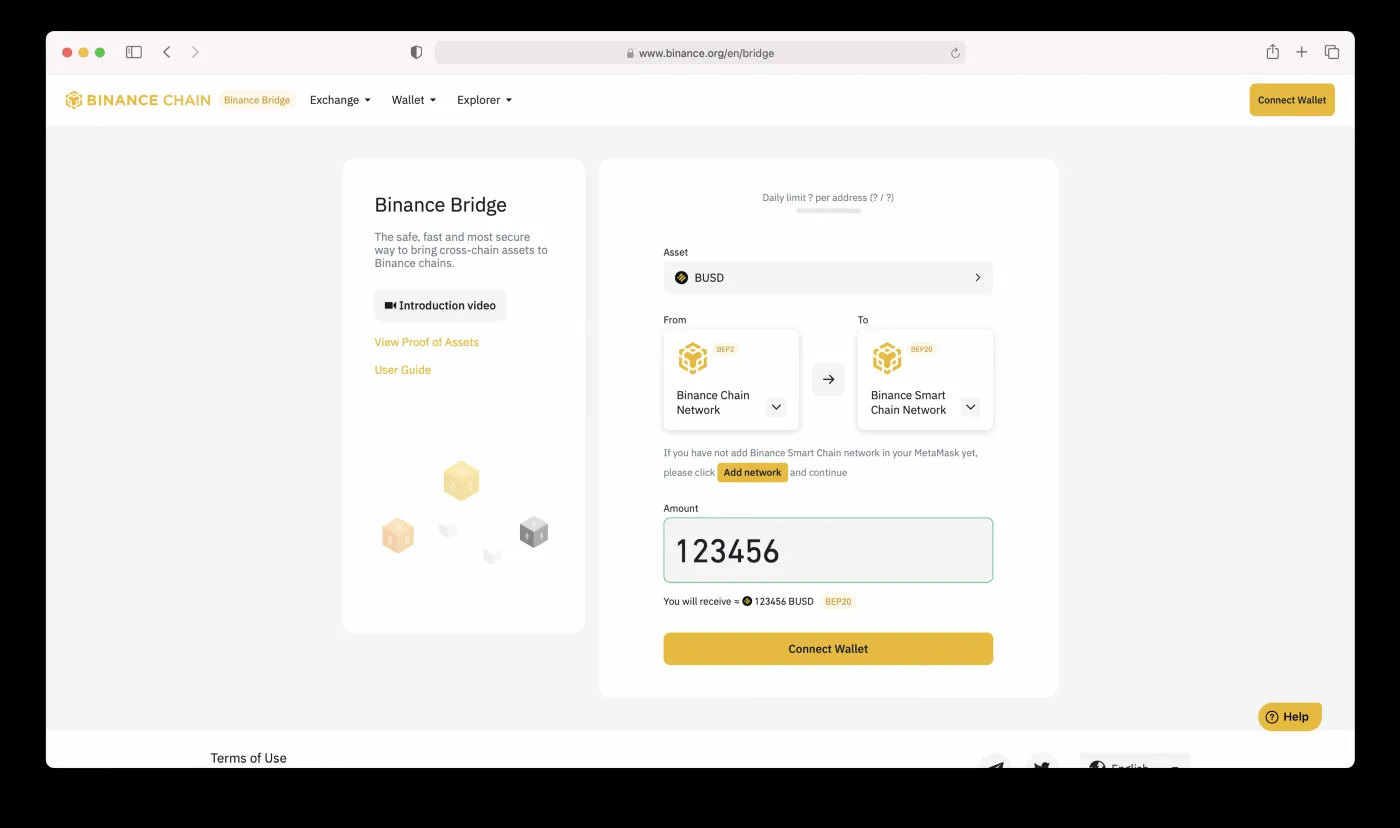 www.binance.org/en/bridge
BINANCE CHAIN Binance Bridge Exchange Wallet Explorer Connect Wallet
Binance Bridge
The safe, fast and most secure
way to bring cross-chain assets to
Binance chains.
Introduction video
View Proof of Assets
User Guide
Daily limit ? per address (? / ?)
Asset
BUSD
From To
BEP2 BEP20
Binance Chain
Network
Binance Smart
Chain Network
If you have not add Binance Smart Chain network in your MetaMask yet,
please click Add network and continue
Amount
123456
You will receive ≈ 123456 BUSD BEP20
Connect Wallet
Help
Terms of Use
English